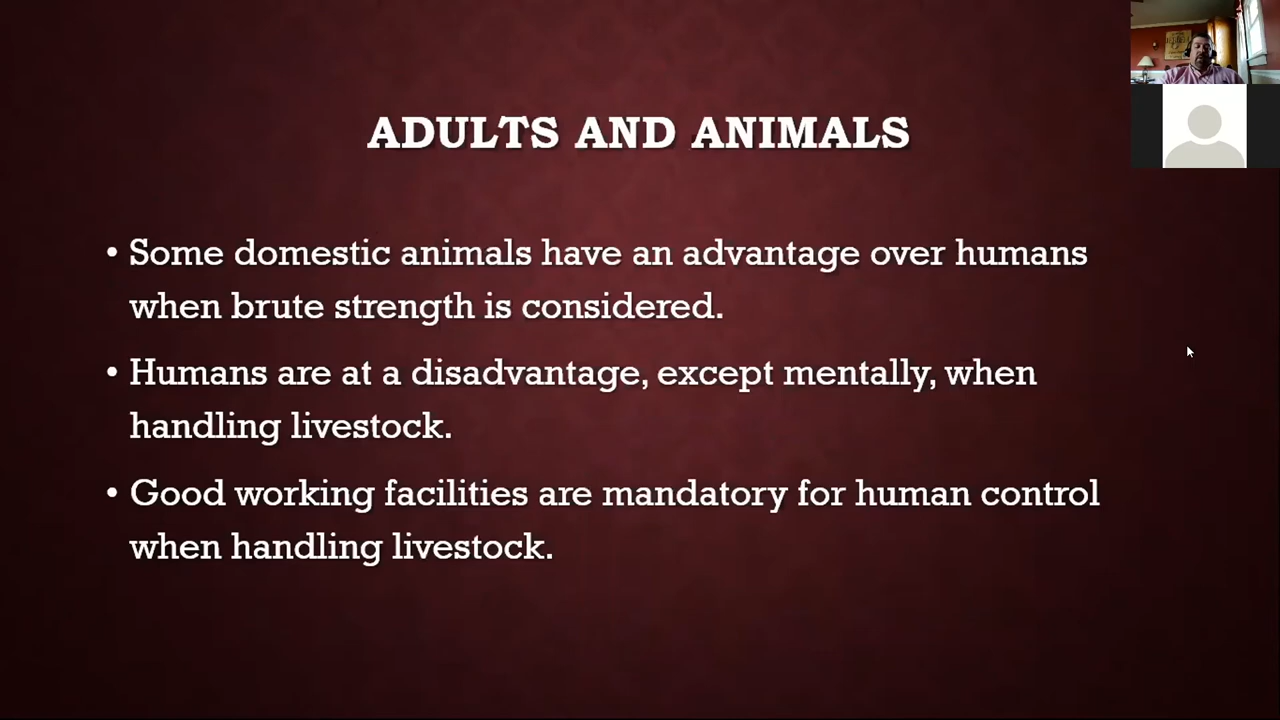 ADULTS AND ANIMALS
• Some domestic animals have an advantage over humans
when brute strength is considered.
• Humans are at a disadvantage, except mentally, when
handling livestock.
• Good working facilities are mandatory for human control
when handling livestock.